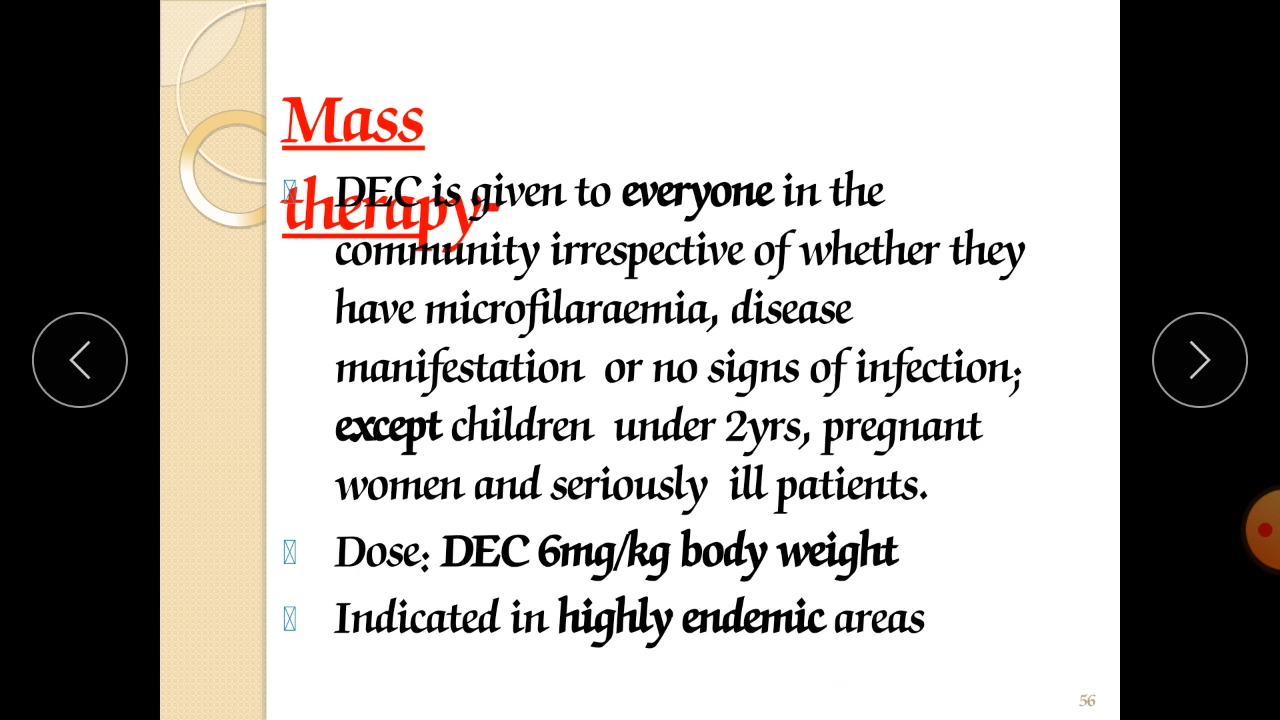 Mass
therapy-
DEC is given to everyone in the
community irrespective of whether they
have microfilaraemia, disease
manifestation or no signs of infection;
except children under 2yrs, pregnant
women and seriously ill patients.
Dose: DEC 6mg/kg body weight
Indicated in highly endemic areas
56